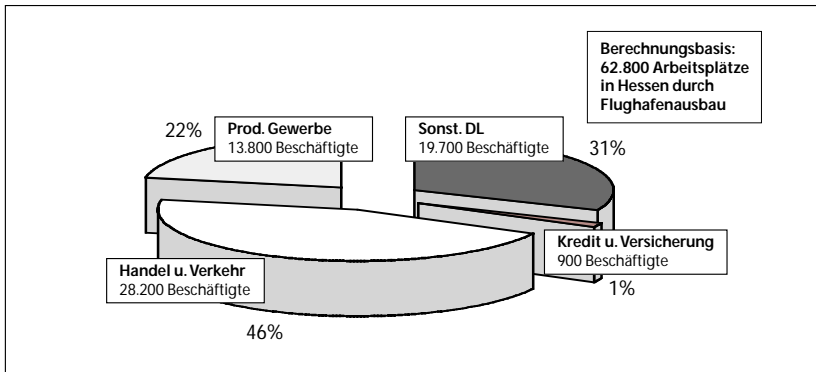 Berechnungsbasis:
62.800 Arbeitsplätze
in Hessen durch
Flughafenausbau
22%
Prod. Gewerbe
13.800 Beschäftigte
Sonst. DL
19.700 Beschäftigte
31%
Kredit u. Versicherung
900 Beschäftigte
1%
Handel u. Verkehr
28.200 Beschäftigte
46%